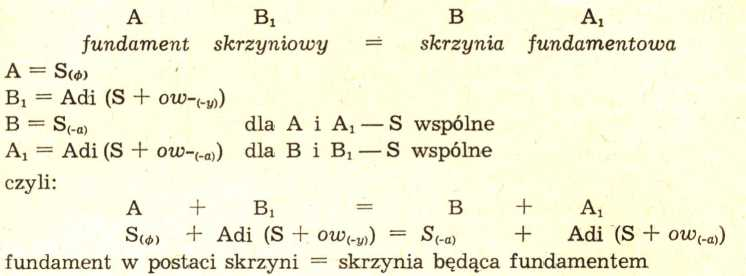 A B₁ B A₁
fundament skrzyniowy = skrzynia fundamentowa
A = S₍ϕ₎
B₁ = Adi (S + ow-₍-y₎)
B = S₍-a₎ dla A i A₁ — S wspólne
A₁ = Adi (S + ow-₍-a₎) dla B i B₁ — S wspólne
czyli:
A + B₁ = B + A₁
S₍ϕ₎ + Adi (S + ow₍-y₎) = S₍-a₎ + Adi (S + ow₍-a₎)
fundament w postaci skrzyni = skrzynia będąca fundamentem